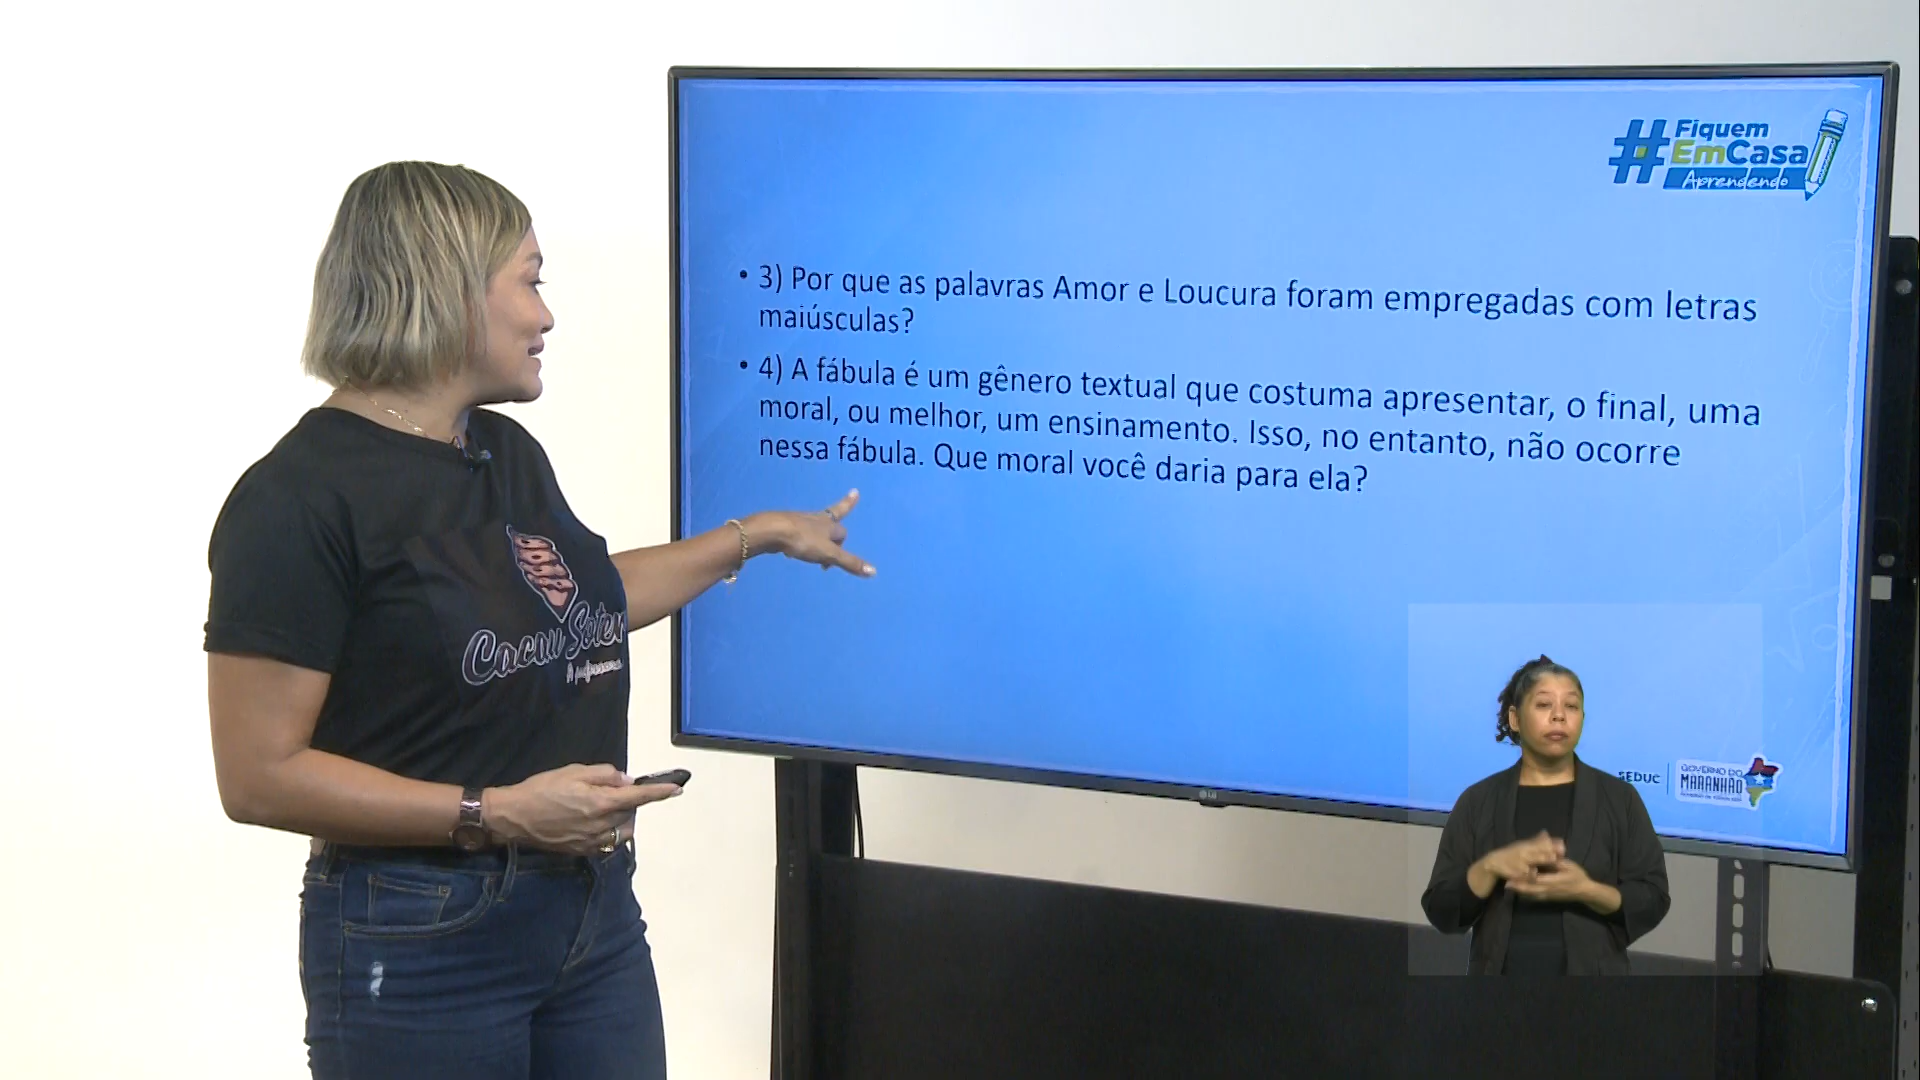 #Fiquem
EmCasa
Aprendendo
• 3) Por que as palavras Amor e Loucura foram empregadas com letras
maiúsculas?
• 4) A fábula é um gênero textual que costuma apresentar, o final, uma
moral, ou melhor, um ensinamento. Isso, no entanto, não ocorre
nessa fábula. Que moral você daria para ela?
Cacau
A professora
SEDUC
GOVERNO DO
MARANHÃO
LG